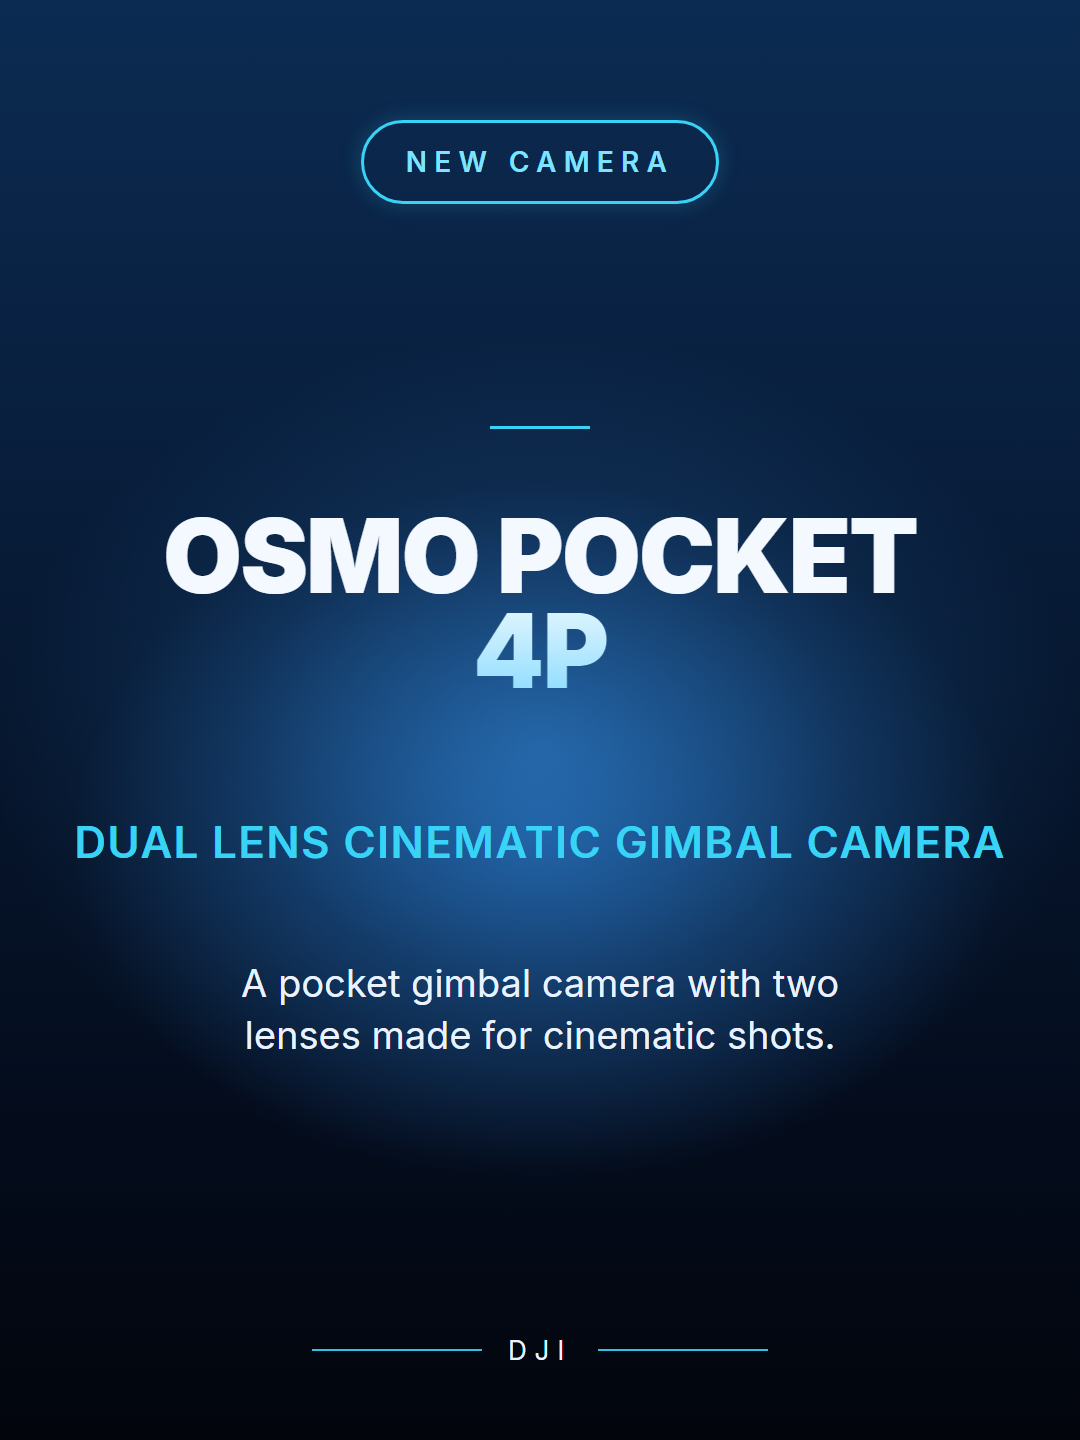 NEW CAMERA
OSMO POCKET
4P
DUAL LENS CINEMATIC GIMBAL CAMERA
A pocket gimbal camera with two
lenses made for cinematic shots.
DJI